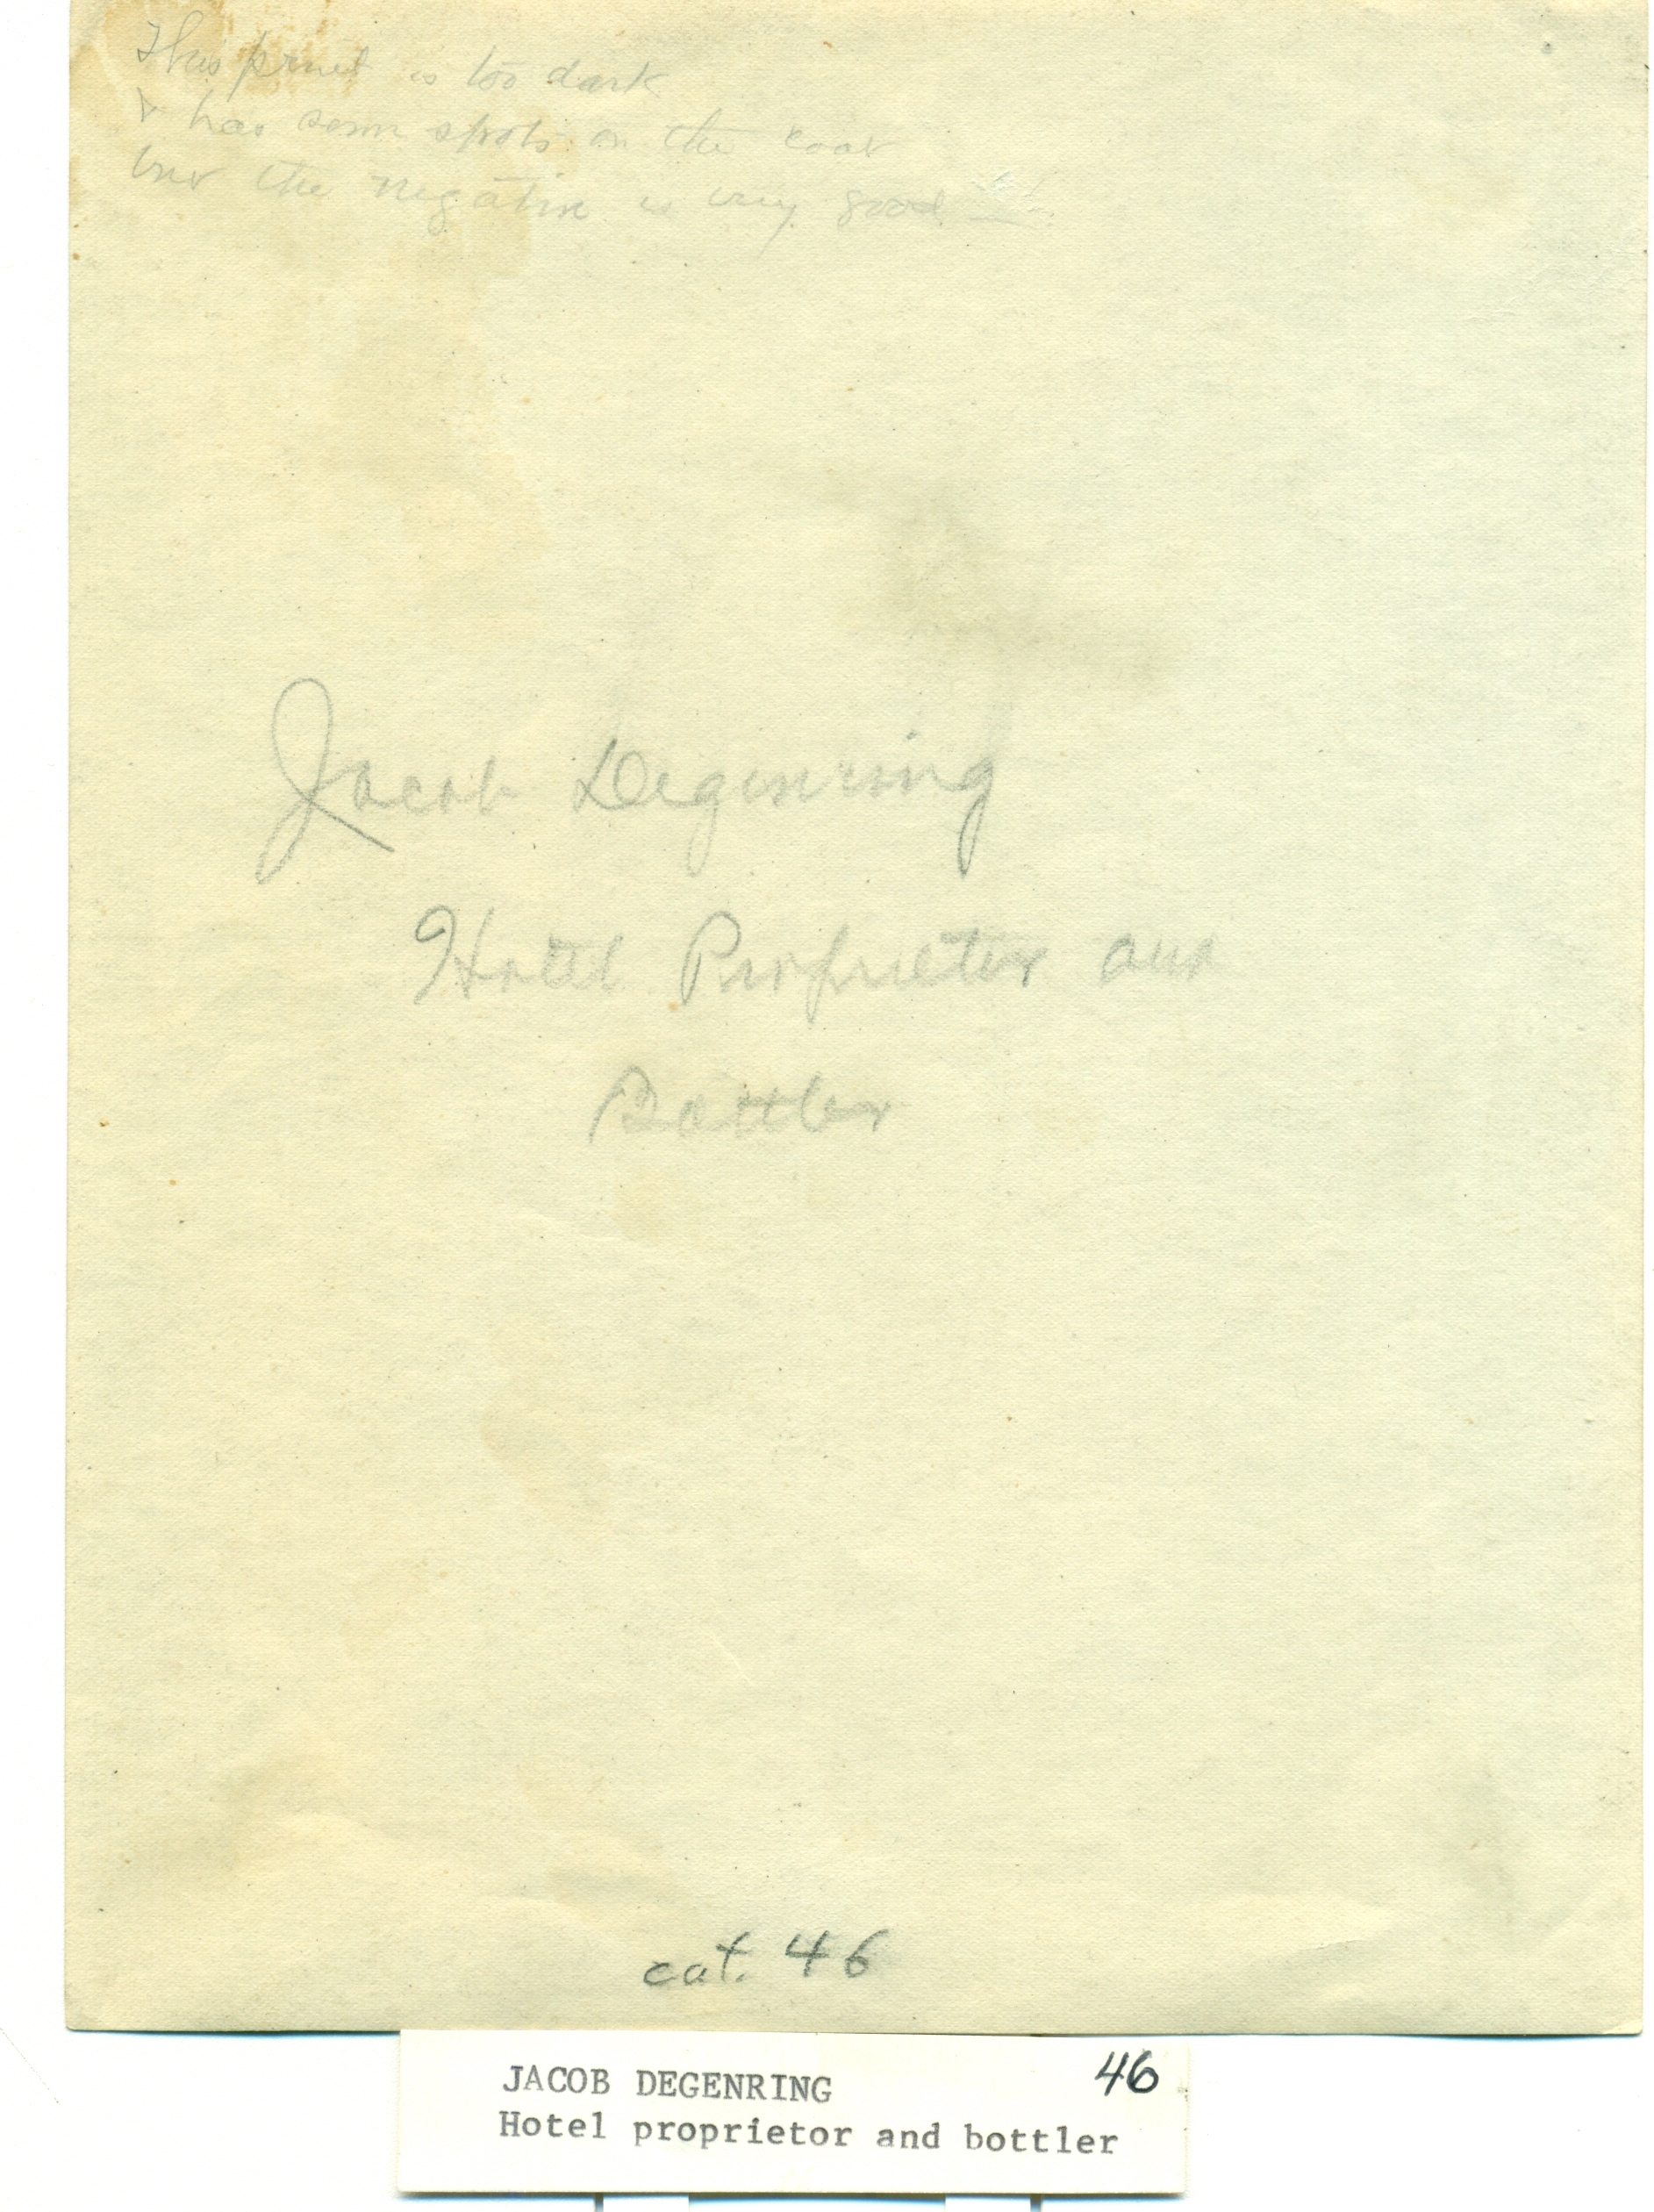 This print is too dark
& has some spots on the coat
but the negative is very good
Jacob Degenring
Hotel Proprietor and
Bottler
cat. 46
JACOB DEGENRING 46
Hotel proprietor and bottler